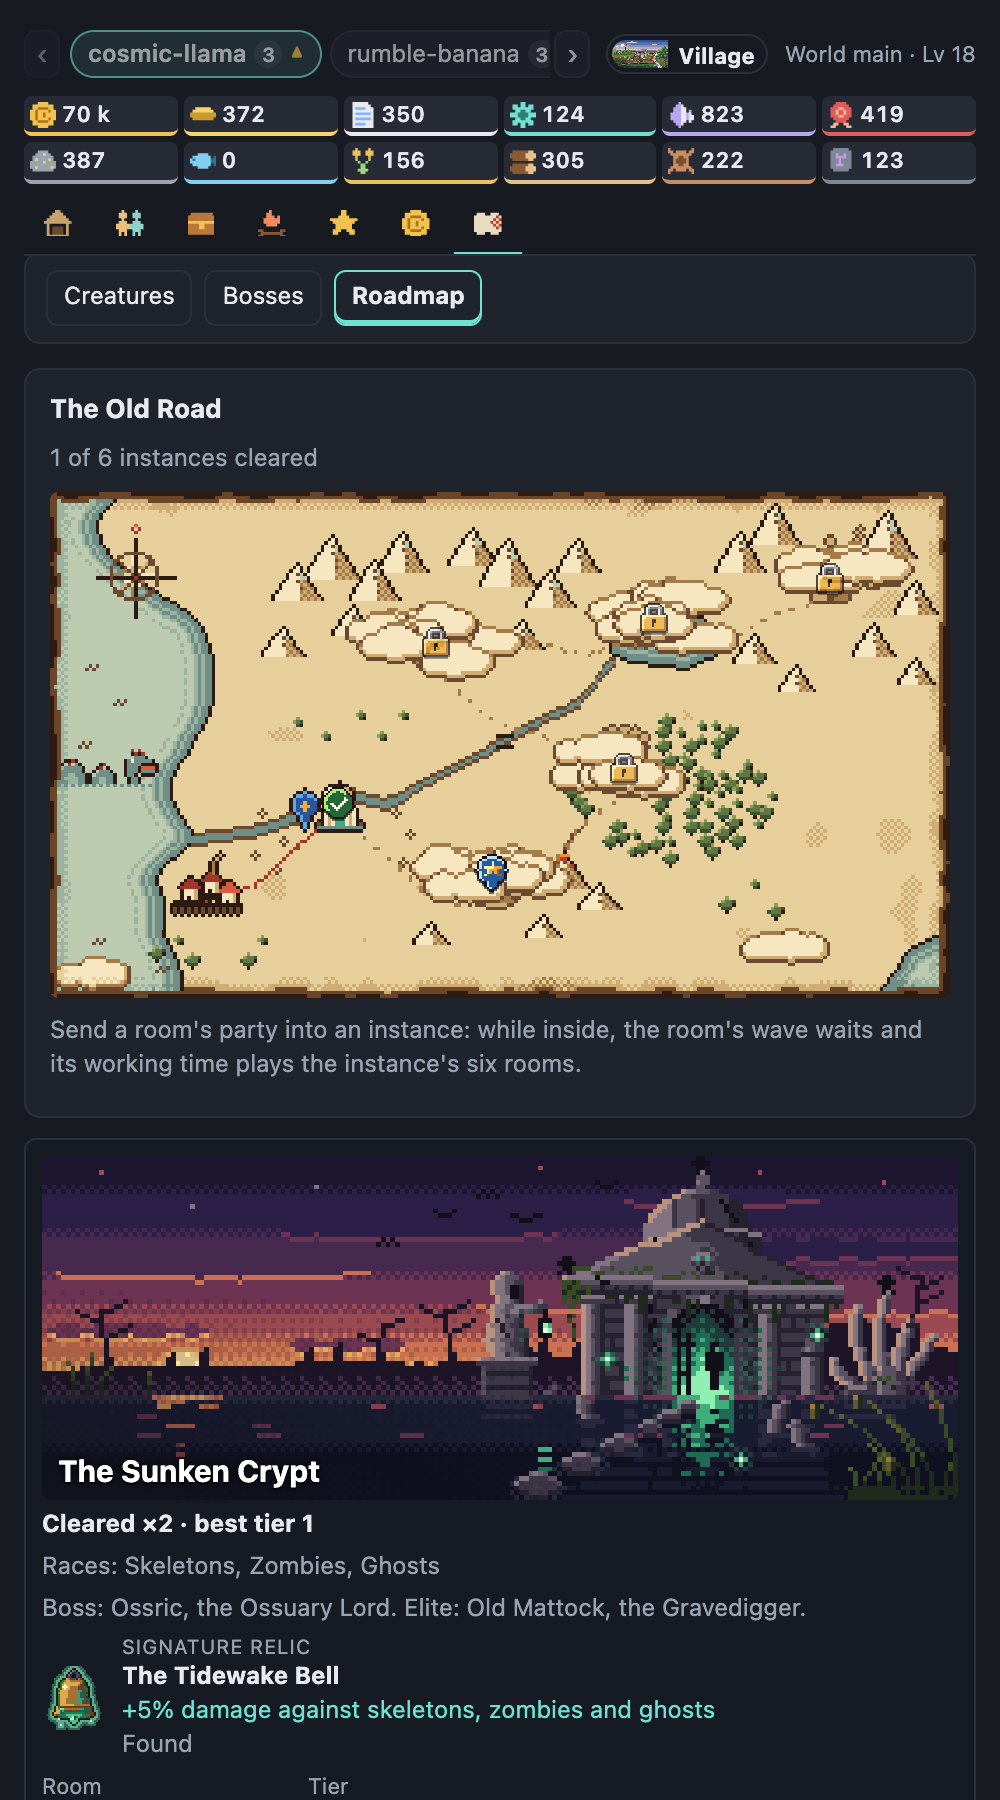 cosmic-llama 3
rumble-banana 3
Village
World main · Lv 18
70 k
372
350
124
823
419
387
0
156
305
222
123
Creatures
Bosses
Roadmap
The Old Road
1 of 6 instances cleared
Send a room's party into an instance: while inside, the room's wave waits and
its working time plays the instance's six rooms.
The Sunken Crypt
Cleared ×2 · best tier 1
Races: Skeletons, Zombies, Ghosts
Boss: Ossric, the Ossuary Lord. Elite: Old Mattock, the Gravedigger.
SIGNATURE RELIC
The Tidewake Bell
+5% damage against skeletons, zombies and ghosts
Found
Room
Tier